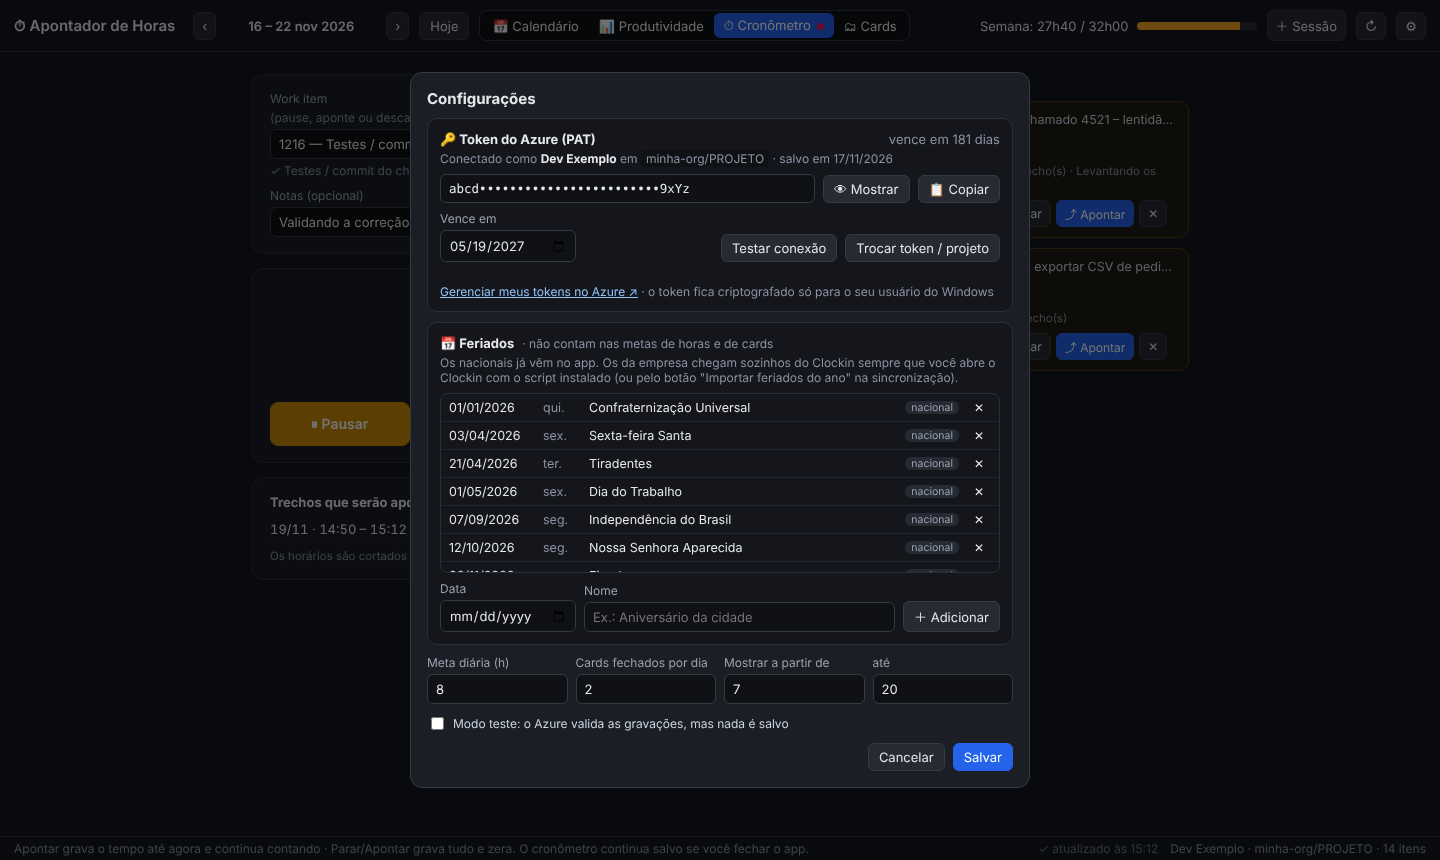 Apontador de Horas
‹
16 – 22 nov 2026
›
Hoje
Calendário
Produtividade
Cronômetro
Cards
Semana: 27h40 / 32h00
+ Sessão
Work item
(pause, aponte ou desca
1216 — Testes / comm
✓ Testes / commit do ch
Notas (opcional)
Validando a correção
Pausar
Trechos que serão apo
19/11 · 14:50 – 15:12
Os horários são cortados
Configurações
Token do Azure (PAT)
vence em 181 dias
Conectado como Dev Exemplo em minha-org/PROJETO · salvo em 17/11/2026
abcd••••••••••••••••••••••••9xYz
Mostrar
Copiar
Vence em
05/19/2027
Testar conexão
Trocar token / projeto
Gerenciar meus tokens no Azure ↗ · o token fica criptografado só para o seu usuário do Windows
Feriados · não contam nas metas de horas e de cards
Os nacionais já vêm no app. Os da empresa chegam sozinhos do Clockin sempre que você abre o
Clockin com o script instalado (ou pelo botão "Importar feriados do ano" na sincronização).
01/01/2026 qui. Confraternização Universal nacional ✕
03/04/2026 sex. Sexta-feira Santa nacional ✕
21/04/2026 ter. Tiradentes nacional ✕
01/05/2026 sex. Dia do Trabalho nacional ✕
07/09/2026 seg. Independência do Brasil nacional ✕
12/10/2026 seg. Nossa Senhora Aparecida nacional ✕
Data
mm/dd/yyyy
Nome
Ex.: Aniversário da cidade
+ Adicionar
Meta diária (h)
8
Cards fechados por dia
2
Mostrar a partir de
7
até
20
Modo teste: o Azure valida as gravações, mas nada é salvo
Cancelar
Salvar
hamado 4521 – lentidã…
echo(s) · Levantando os
ar
Apontar
✕
exportar CSV de pedi…
echo(s)
ar
Apontar
✕
Apontar grava o tempo até agora e continua contando · Parar/Apontar grava tudo e zera. O cronômetro continua salvo se você fechar o app.
✓ atualizado às 15:12
Dev Exemplo · minha-org/PROJETO · 14 itens